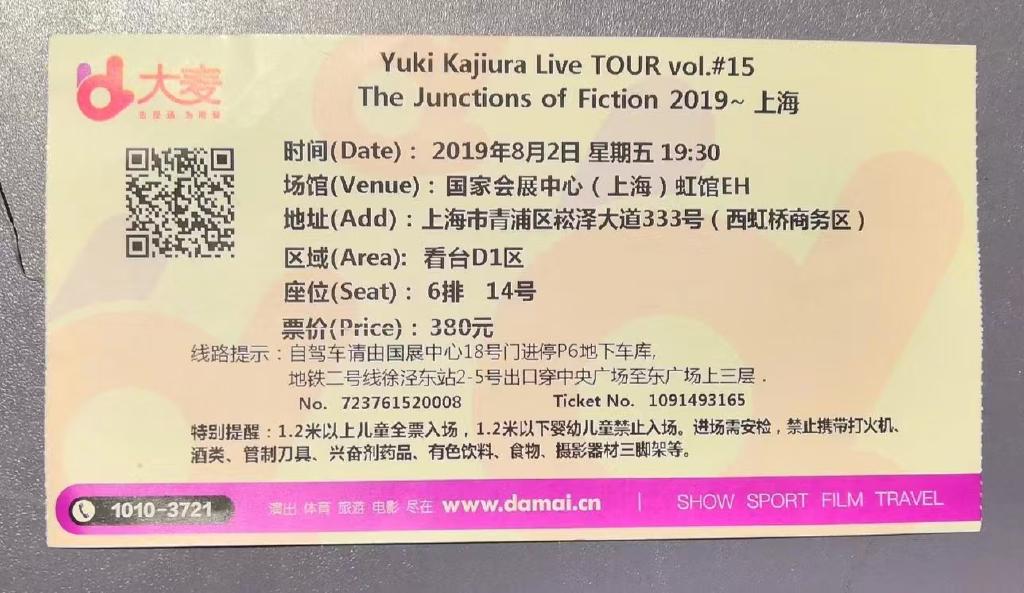 大麦
Yuki Kajiura Live TOUR vol.#15
The Junctions of Fiction 2019~ 上海
时间(Date)： 2019年8月2日 星期五 19:30
场馆(Venue)：国家会展中心（上海）虹馆EH
地址(Add)：上海市青浦区崧泽大道333号（西虹桥商务区）
区域(Area): 看台D1区
座位(Seat)： 6排 14号
票价(Price)： 380元
线路提示：自驾车请由国展中心18号门进停P6地下车库,
地铁二号线徐泾东站2-5号出口穿中央广场至东广场上三层．
No. 723761520008 Ticket No. 1091493165
特别提醒：1.2米以上儿童全票入场，1.2米以下婴幼儿童禁止入场。进场需安检，禁止携带打火机、
酒类、管制刀具、兴奋剂药品、有色饮料、食物、摄影器材三脚架等。
1010-3721 演出 体育 旅游 电影 尽在 www.damai.cn | SHOW SPORT FILM TRAVEL